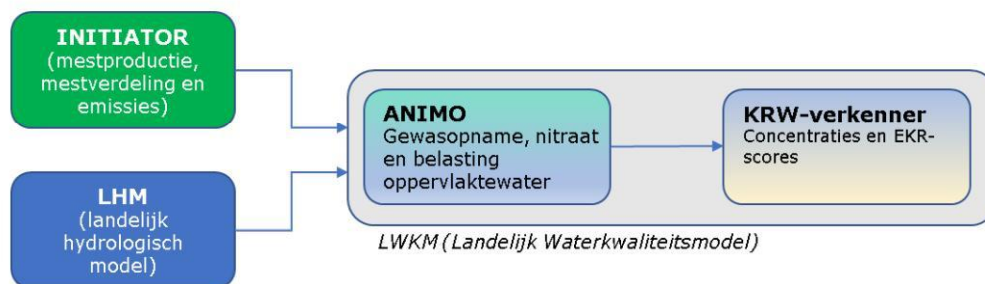 INITIATOR
(mestproductie,
mestverdeling en
emissies)
LHM
(landelijk
hydrologisch
model)
ANIMO
Gewasopname, nitraat
en belasting
oppervlaktewater
KRW-verkenner
Concentraties en EKR-
scores
LWKM (Landelijk Waterkwaliteitsmodel)